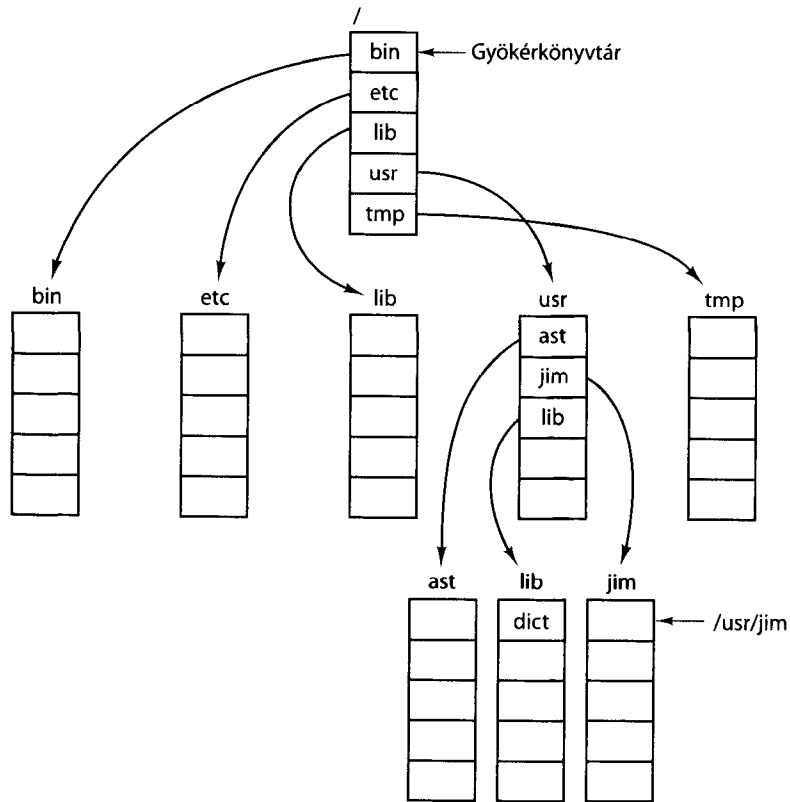 /
bin
Gyökérkönyvtár
etc
lib
usr
tmp
bin
etc
lib
usr
tmp
ast
jim
lib
ast
lib
jim
dict
/usr/jim